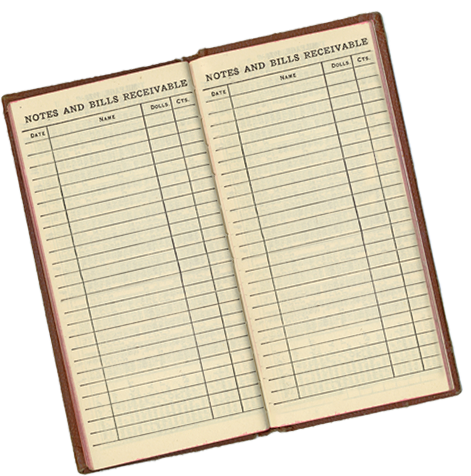 NOTES AND BILLS RECEIVABLE
DATE NAME DOLLS. CTS.
NOTES AND BILLS RECEIVABLE
DATE NAME DOLLS. CTS.